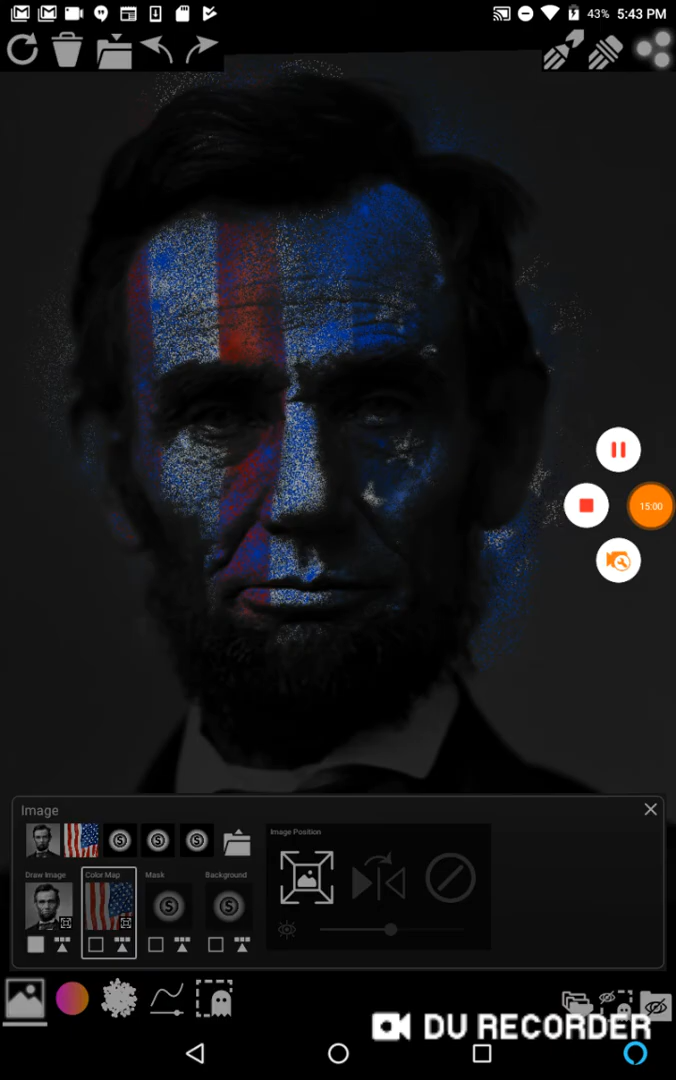 43% 5:43 PM
15:00
Image
Image Position
Draw Image Color Map Mask Background
S S S
S S
DU RECORDER